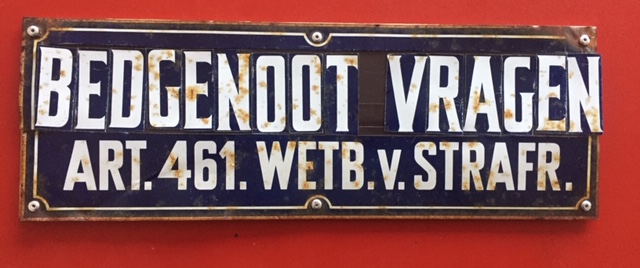 BEDGENOOT VRAGEN
ART. 461. WETB. v. STRAFR.